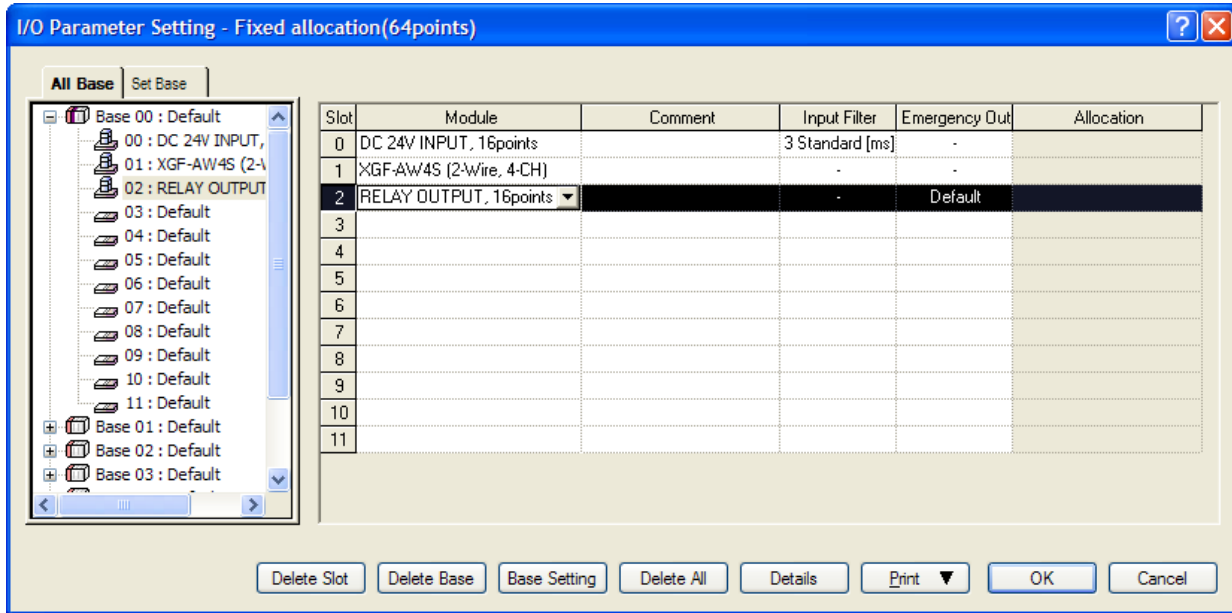 I/O Parameter Setting - Fixed allocation(64points)
All Base Set Base
Base 00 : Default
00 : DC 24V INPUT,
01 : XGF-AW4S (2-W
02 : RELAY OUTPUT
03 : Default
04 : Default
05 : Default
06 : Default
07 : Default
08 : Default
09 : Default
10 : Default
11 : Default
Base 01 : Default
Base 02 : Default
Base 03 : Default
Slot Module Comment Input Filter Emergency Out Allocation
0 DC 24V INPUT, 16points 3 Standard [ms] -
1 XGF-AW4S (2-Wire, 4-CH) - -
2 RELAY OUTPUT, 16points - Default
3
4
5
6
7
8
9
10
11
Delete Slot Delete Base Base Setting Delete All Details Print ▼ OK Cancel